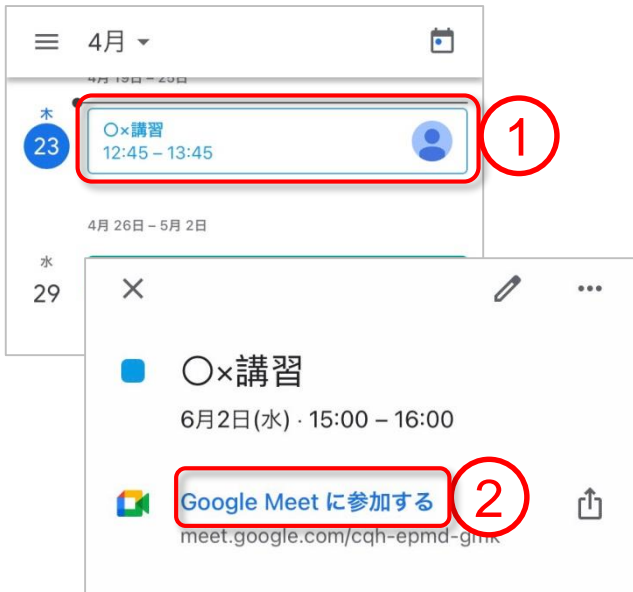 4月
4月 19日 – 25日
木
23
〇×講習
12:45 – 13:45
1
4月 26日 – 5月 2日
水
29
〇×講習
6月2日(水) · 15:00 – 16:00
Google Meet に参加する
2
meet.google.com/cqh-epmd-gmk